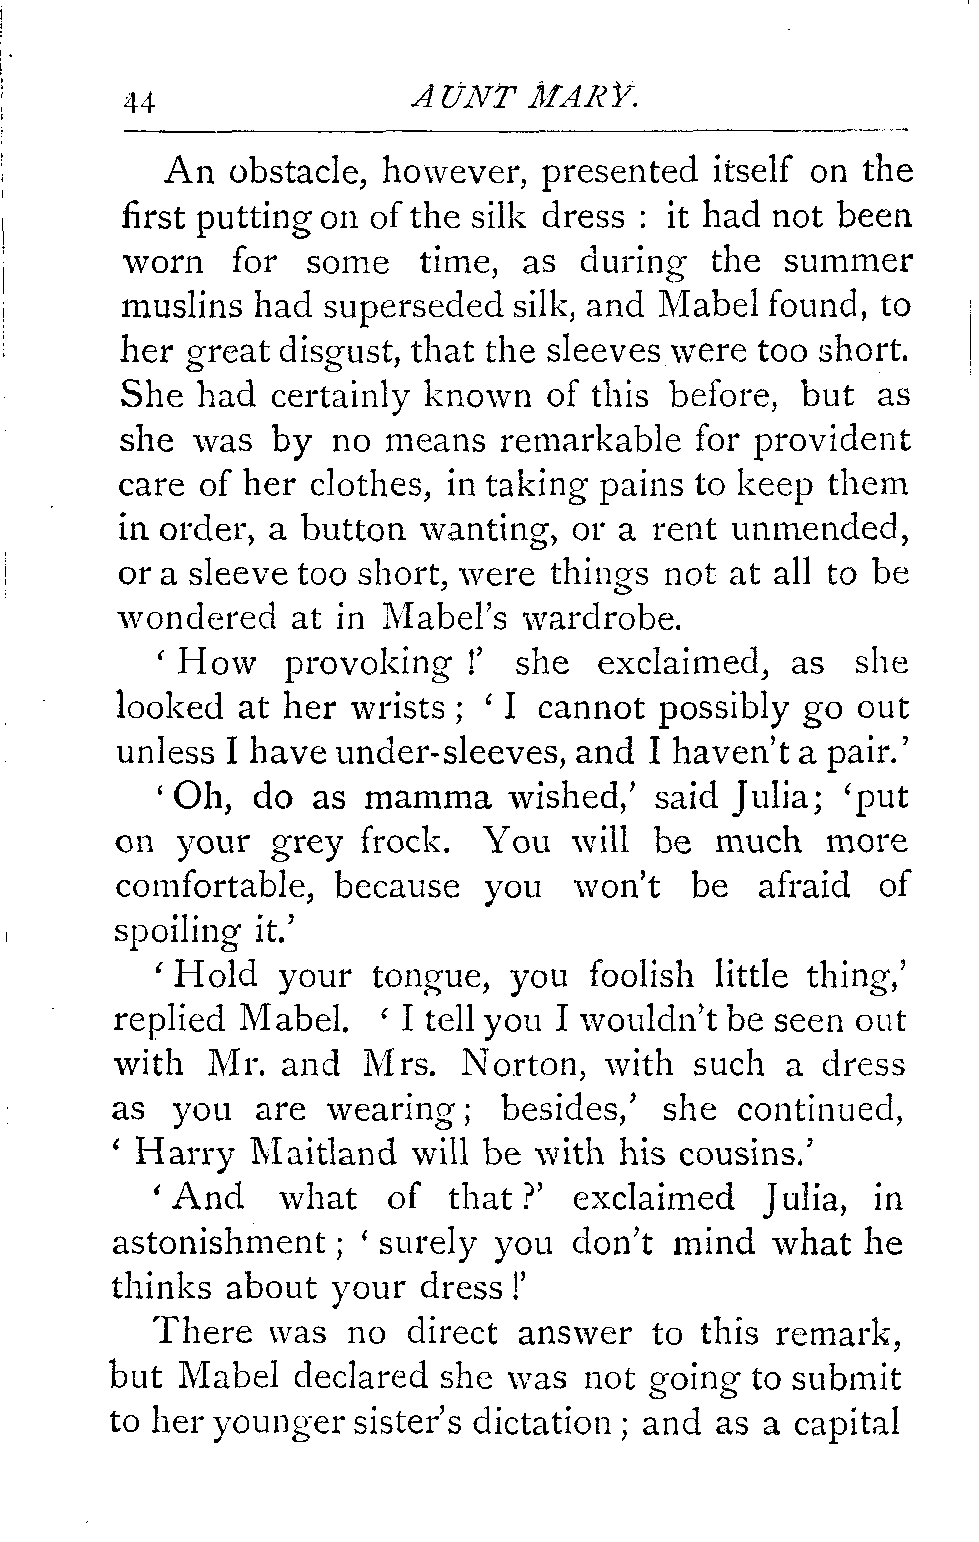 44 AUNT MARY.
An obstacle, however, presented itself on the
first putting on of the silk dress : it had not been
worn for some time, as during the summer
muslins had superseded silk, and Mabel found, to
her great disgust, that the sleeves were too short.
She had certainly known of this before, but as
she was by no means remarkable for provident
care of her clothes, in taking pains to keep them
in order, a button wanting, or a rent unmended,
or a sleeve too short, were things not at all to be
wondered at in Mabel's wardrobe.
‘ How provoking !’ she exclaimed, as she
looked at her wrists ; ‘ I cannot possibly go out
unless I have under-sleeves, and I haven't a pair.’
‘ Oh, do as mamma wished,’ said Julia; ‘put
on your grey frock. You will be much more
comfortable, because you won't be afraid of
spoiling it.’
‘ Hold your tongue, you foolish little thing,’
replied Mabel. ‘ I tell you I wouldn't be seen out
with Mr. and Mrs. Norton, with such a dress
as you are wearing ; besides,’ she continued,
‘ Harry Maitland will be with his cousins.’
‘ And what of that ?’ exclaimed Julia, in
astonishment ; ‘ surely you don't mind what he
thinks about your dress !’
There was no direct answer to this remark,
but Mabel declared she was not going to submit
to her younger sister's dictation ; and as a capital